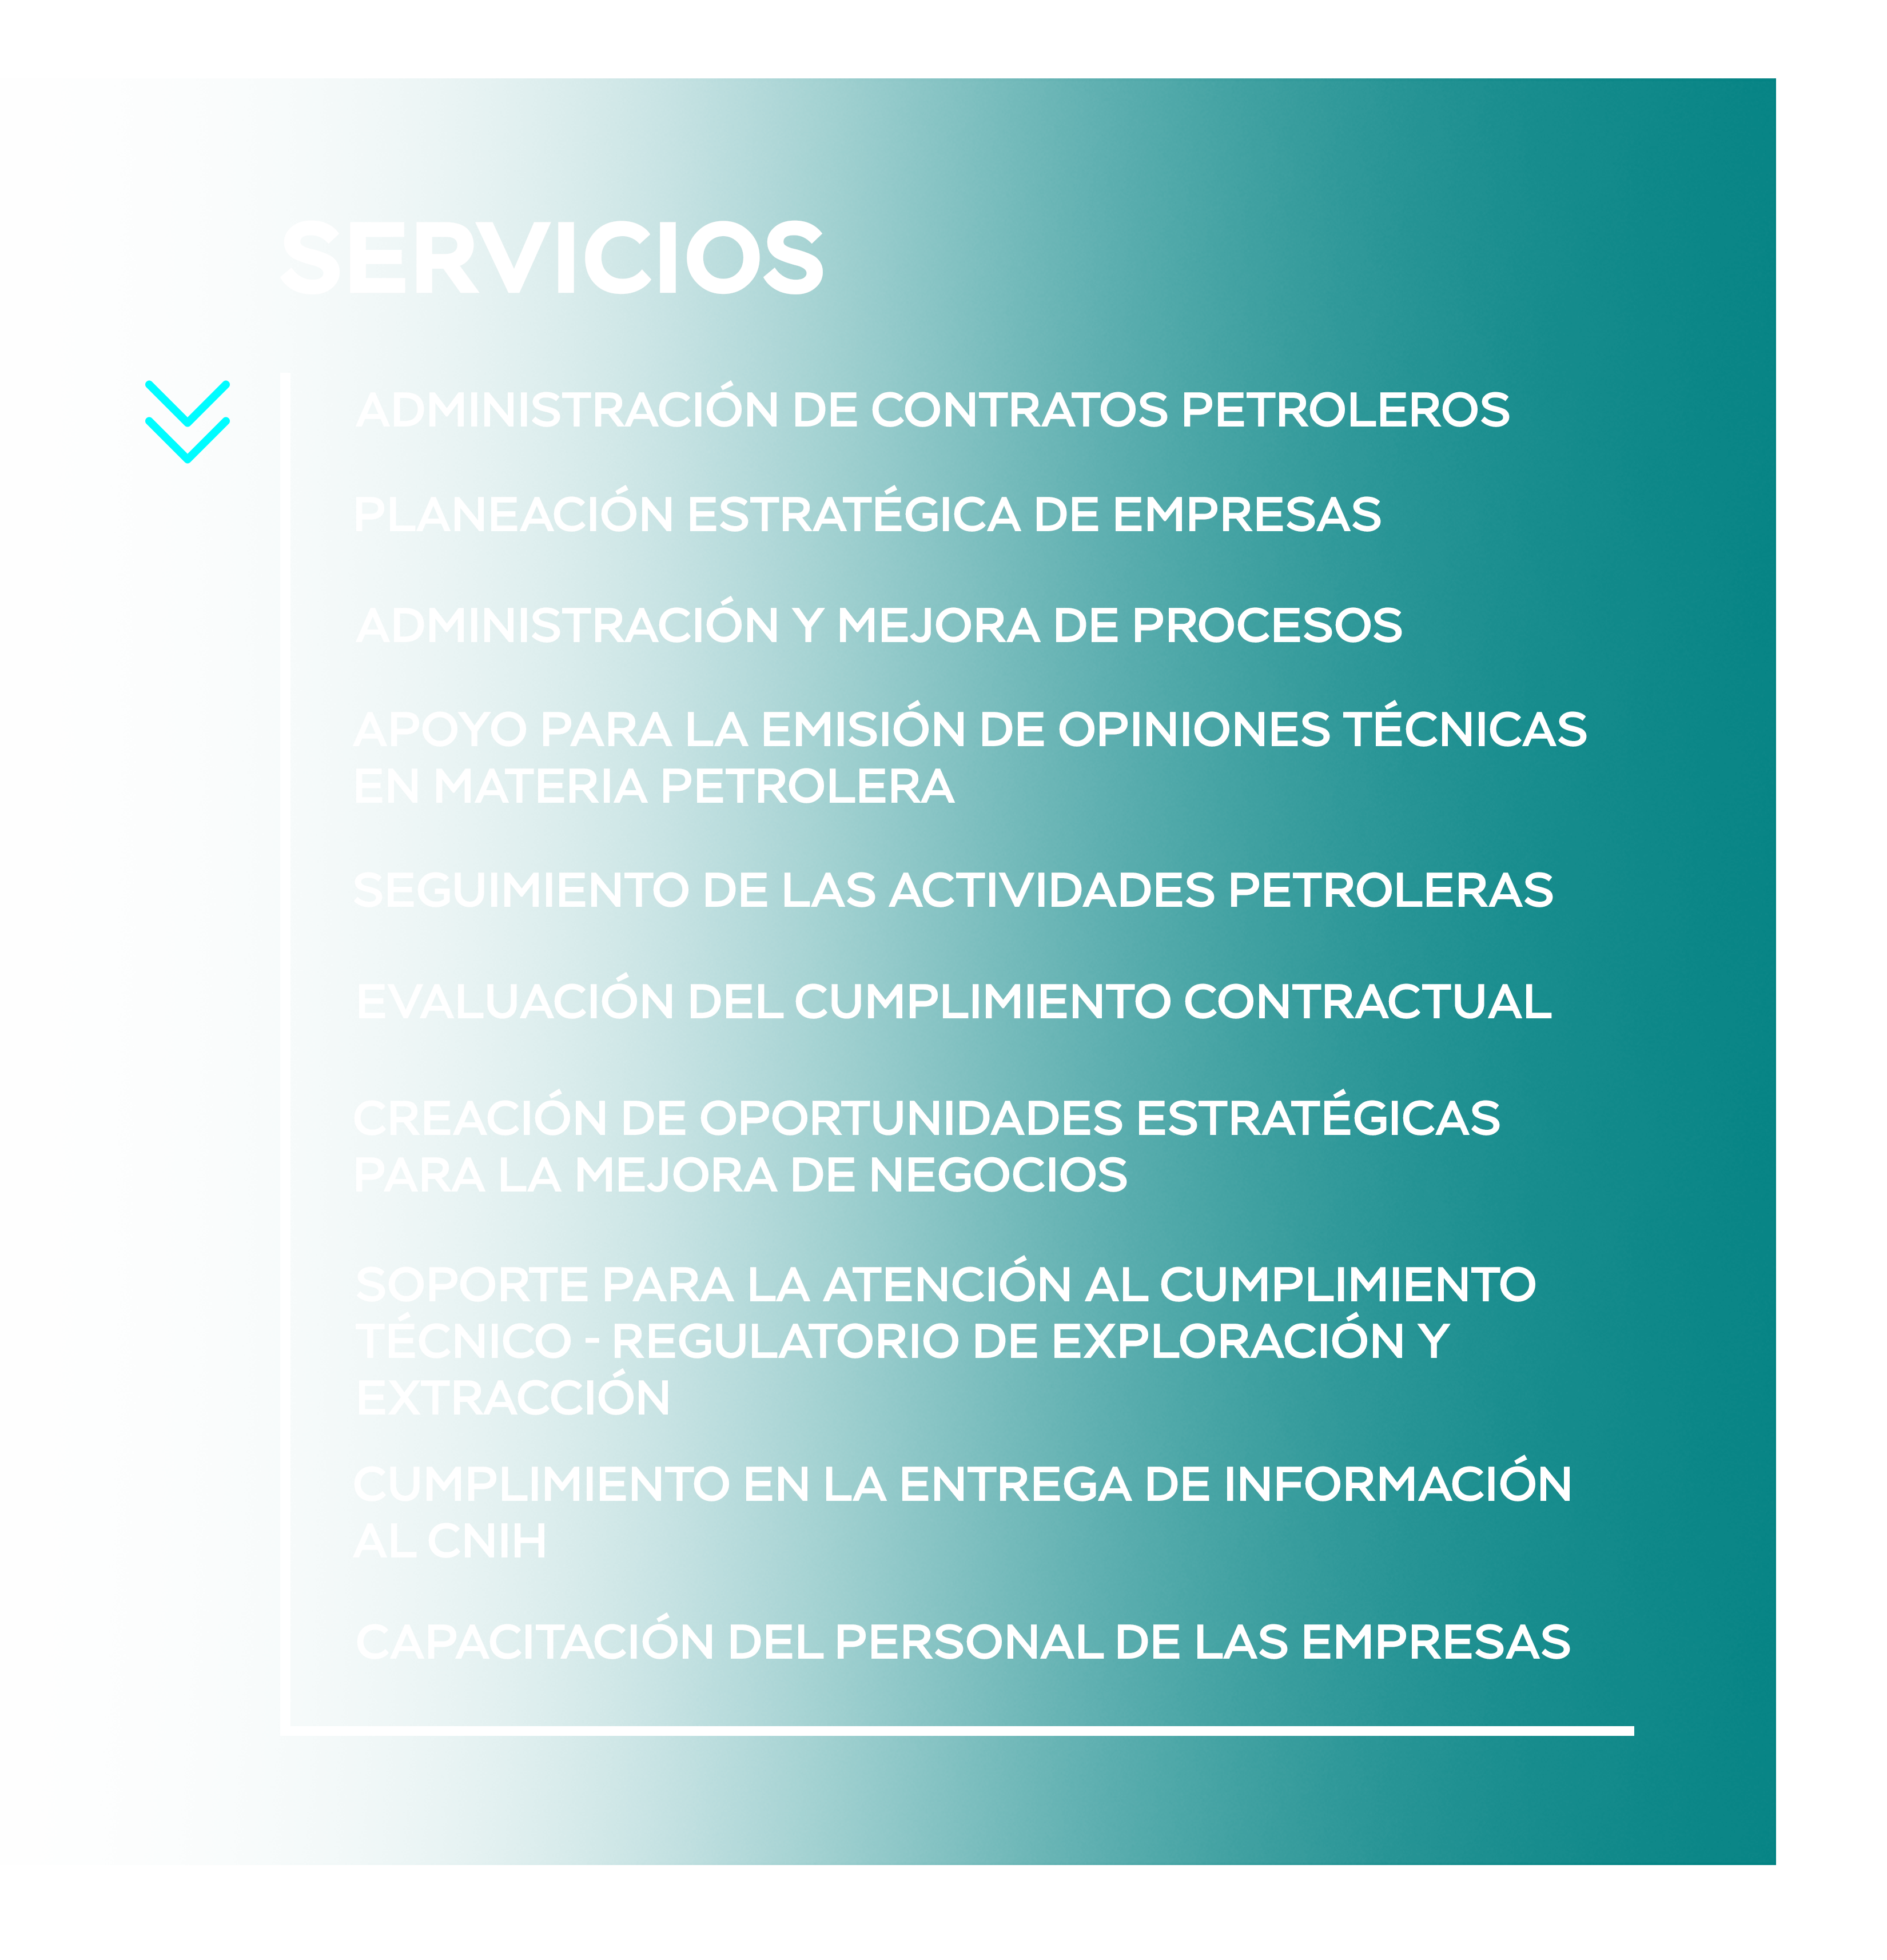 SERVICIOS
ADMINISTRACIÓN DE CONTRATOS PETROLEROS
PLANEACIÓN ESTRATÉGICA DE EMPRESAS
ADMINISTRACIÓN Y MEJORA DE PROCESOS
APOYO PARA LA EMISIÓN DE OPINIONES TÉCNICAS
EN MATERIA PETROLERA
SEGUIMIENTO DE LAS ACTIVIDADES PETROLERAS
EVALUACIÓN DEL CUMPLIMIENTO CONTRACTUAL
CREACIÓN DE OPORTUNIDADES ESTRATÉGICAS
PARA LA MEJORA DE NEGOCIOS
SOPORTE PARA LA ATENCIÓN AL CUMPLIMIENTO
TÉCNICO - REGULATORIO DE EXPLORACIÓN Y
EXTRACCIÓN
CUMPLIMIENTO EN LA ENTREGA DE INFORMACIÓN
AL CNIH
CAPACITACIÓN DEL PERSONAL DE LAS EMPRESAS